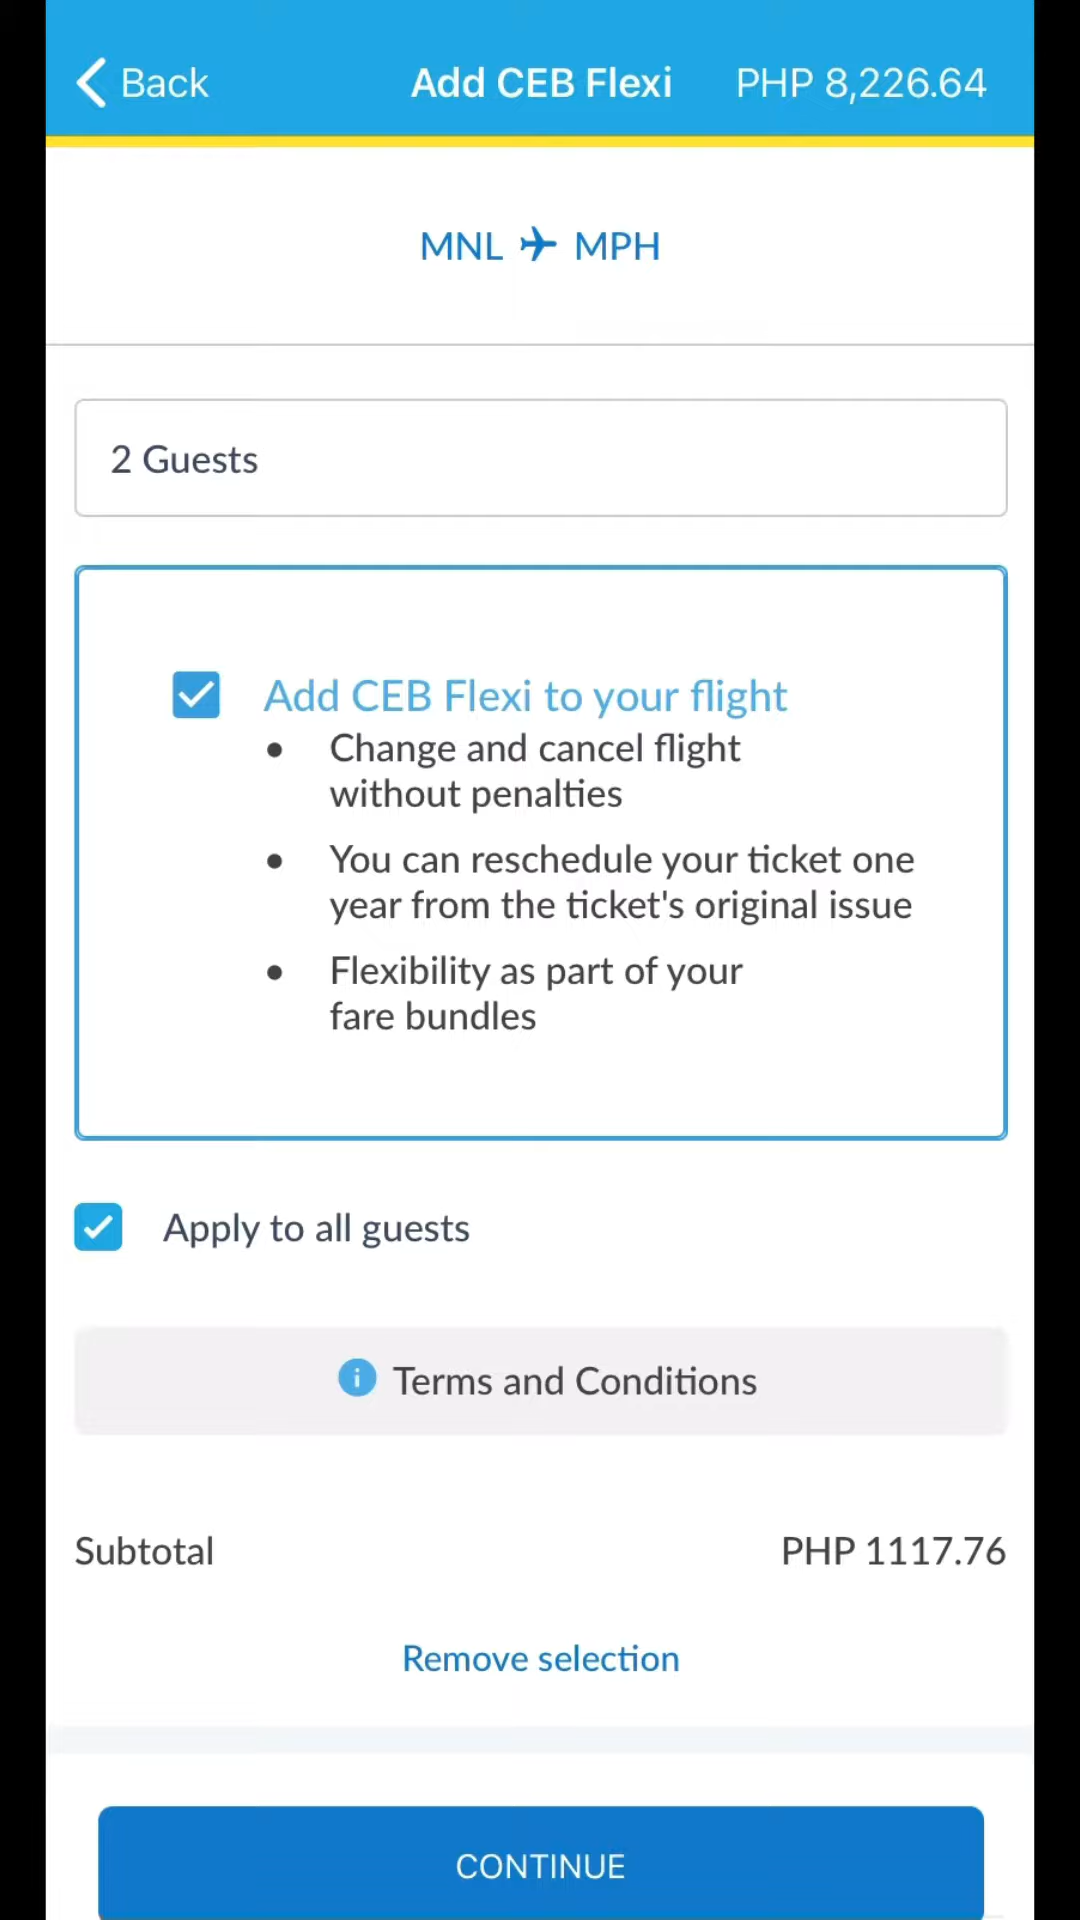 Back
Add CEB Flexi
PHP 8,226.64
MNL MPH
2 Guests
Add CEB Flexi to your flight
• Change and cancel flight
without penalties
• You can reschedule your ticket one
year from the ticket's original issue
• Flexibility as part of your
fare bundles
Apply to all guests
Terms and Conditions
Subtotal PHP 1117.76
Remove selection
CONTINUE